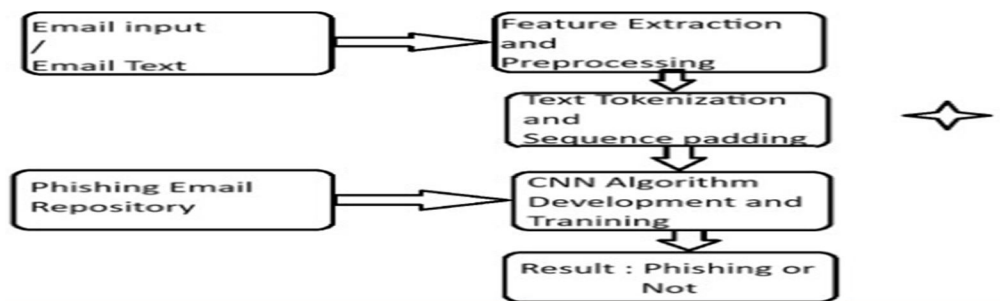 Email input
/
Email Text
Feature Extraction
and
Preprocessing
Text Tokenization
and
Sequence padding
Phishing Email
Repository
CNN Algorithm
Development and
Tranining
Result : Phishing or
Not